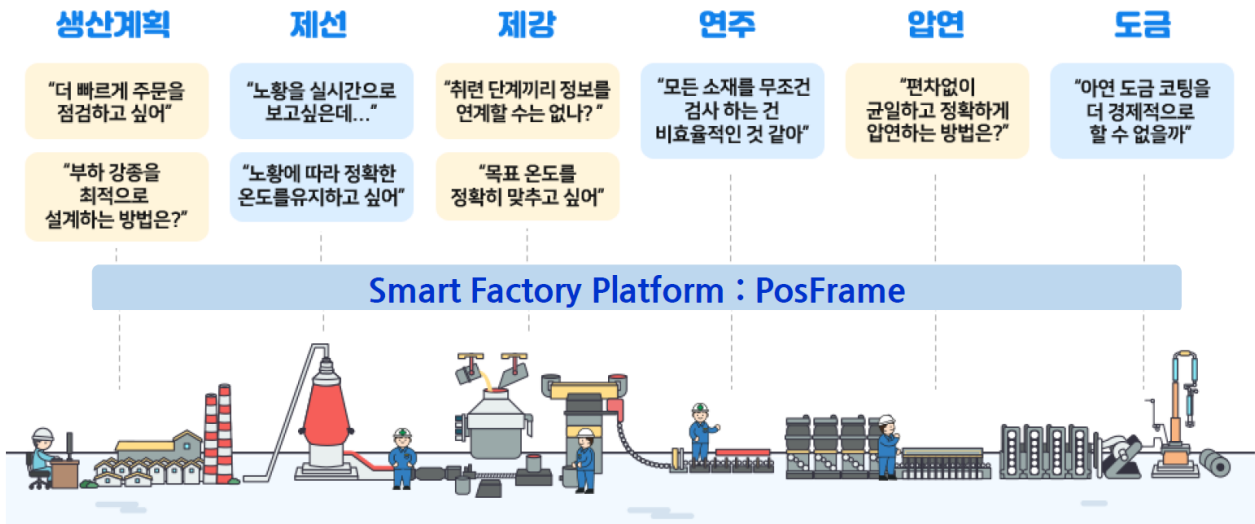 생산계획
제선
제강
연주
압연
도금
“더 빠르게 주문을
점검하고 싶어”
“부하 강종을
최적으로
설계하는 방법은?”
“노황을 실시간으로
보고싶은데...”
“노황에 따라 정확한
온도를유지하고 싶어”
“취련 단계끼리 정보를
연계할 수는 없나? ”
“목표 온도를
정확히 맞추고 싶어”
“모든 소재를 무조건
검사 하는 건
비효율적인 것 같아”
“편차없이
균일하고 정확하게
압연하는 방법은?”
“아연 도금 코팅을
더 경제적으로
할 수 없을까”
Smart Factory Platform : PosFrame